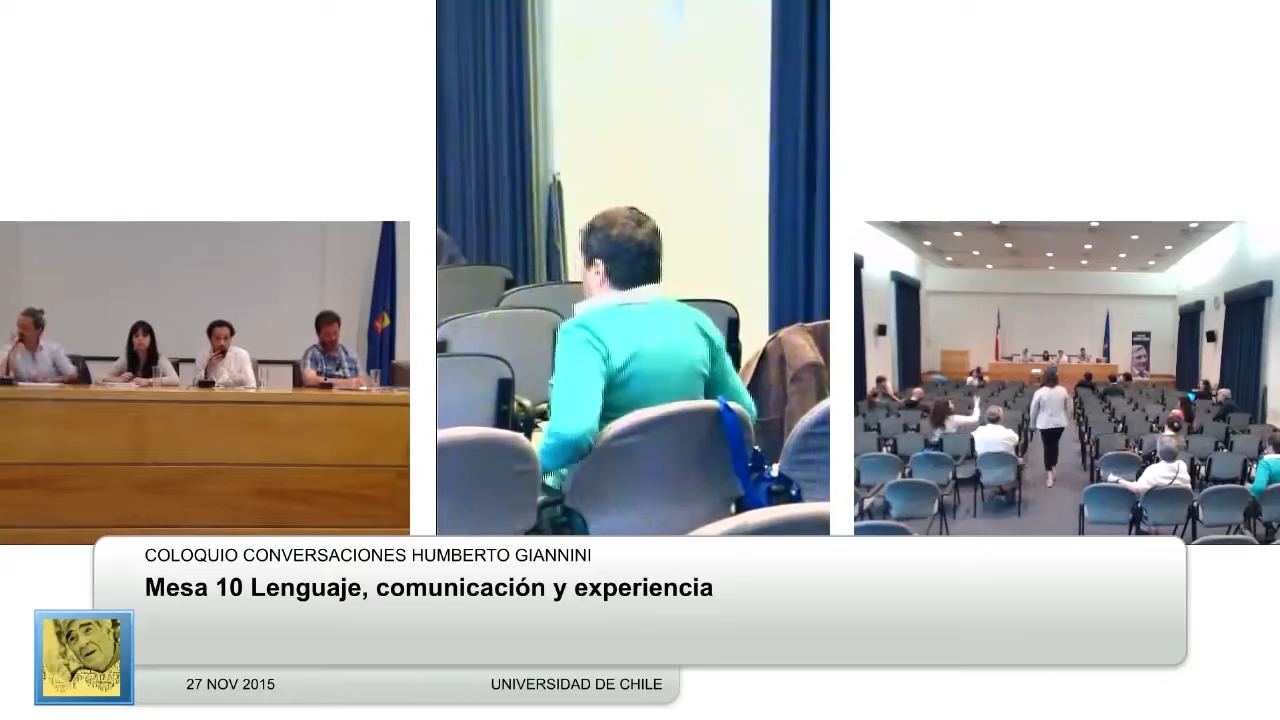 COLOQUIO CONVERSACIONES HUMBERTO GIANNINI
Mesa 10 Lenguaje, comunicación y experiencia
27 NOV 2015
UNIVERSIDAD DE CHILE